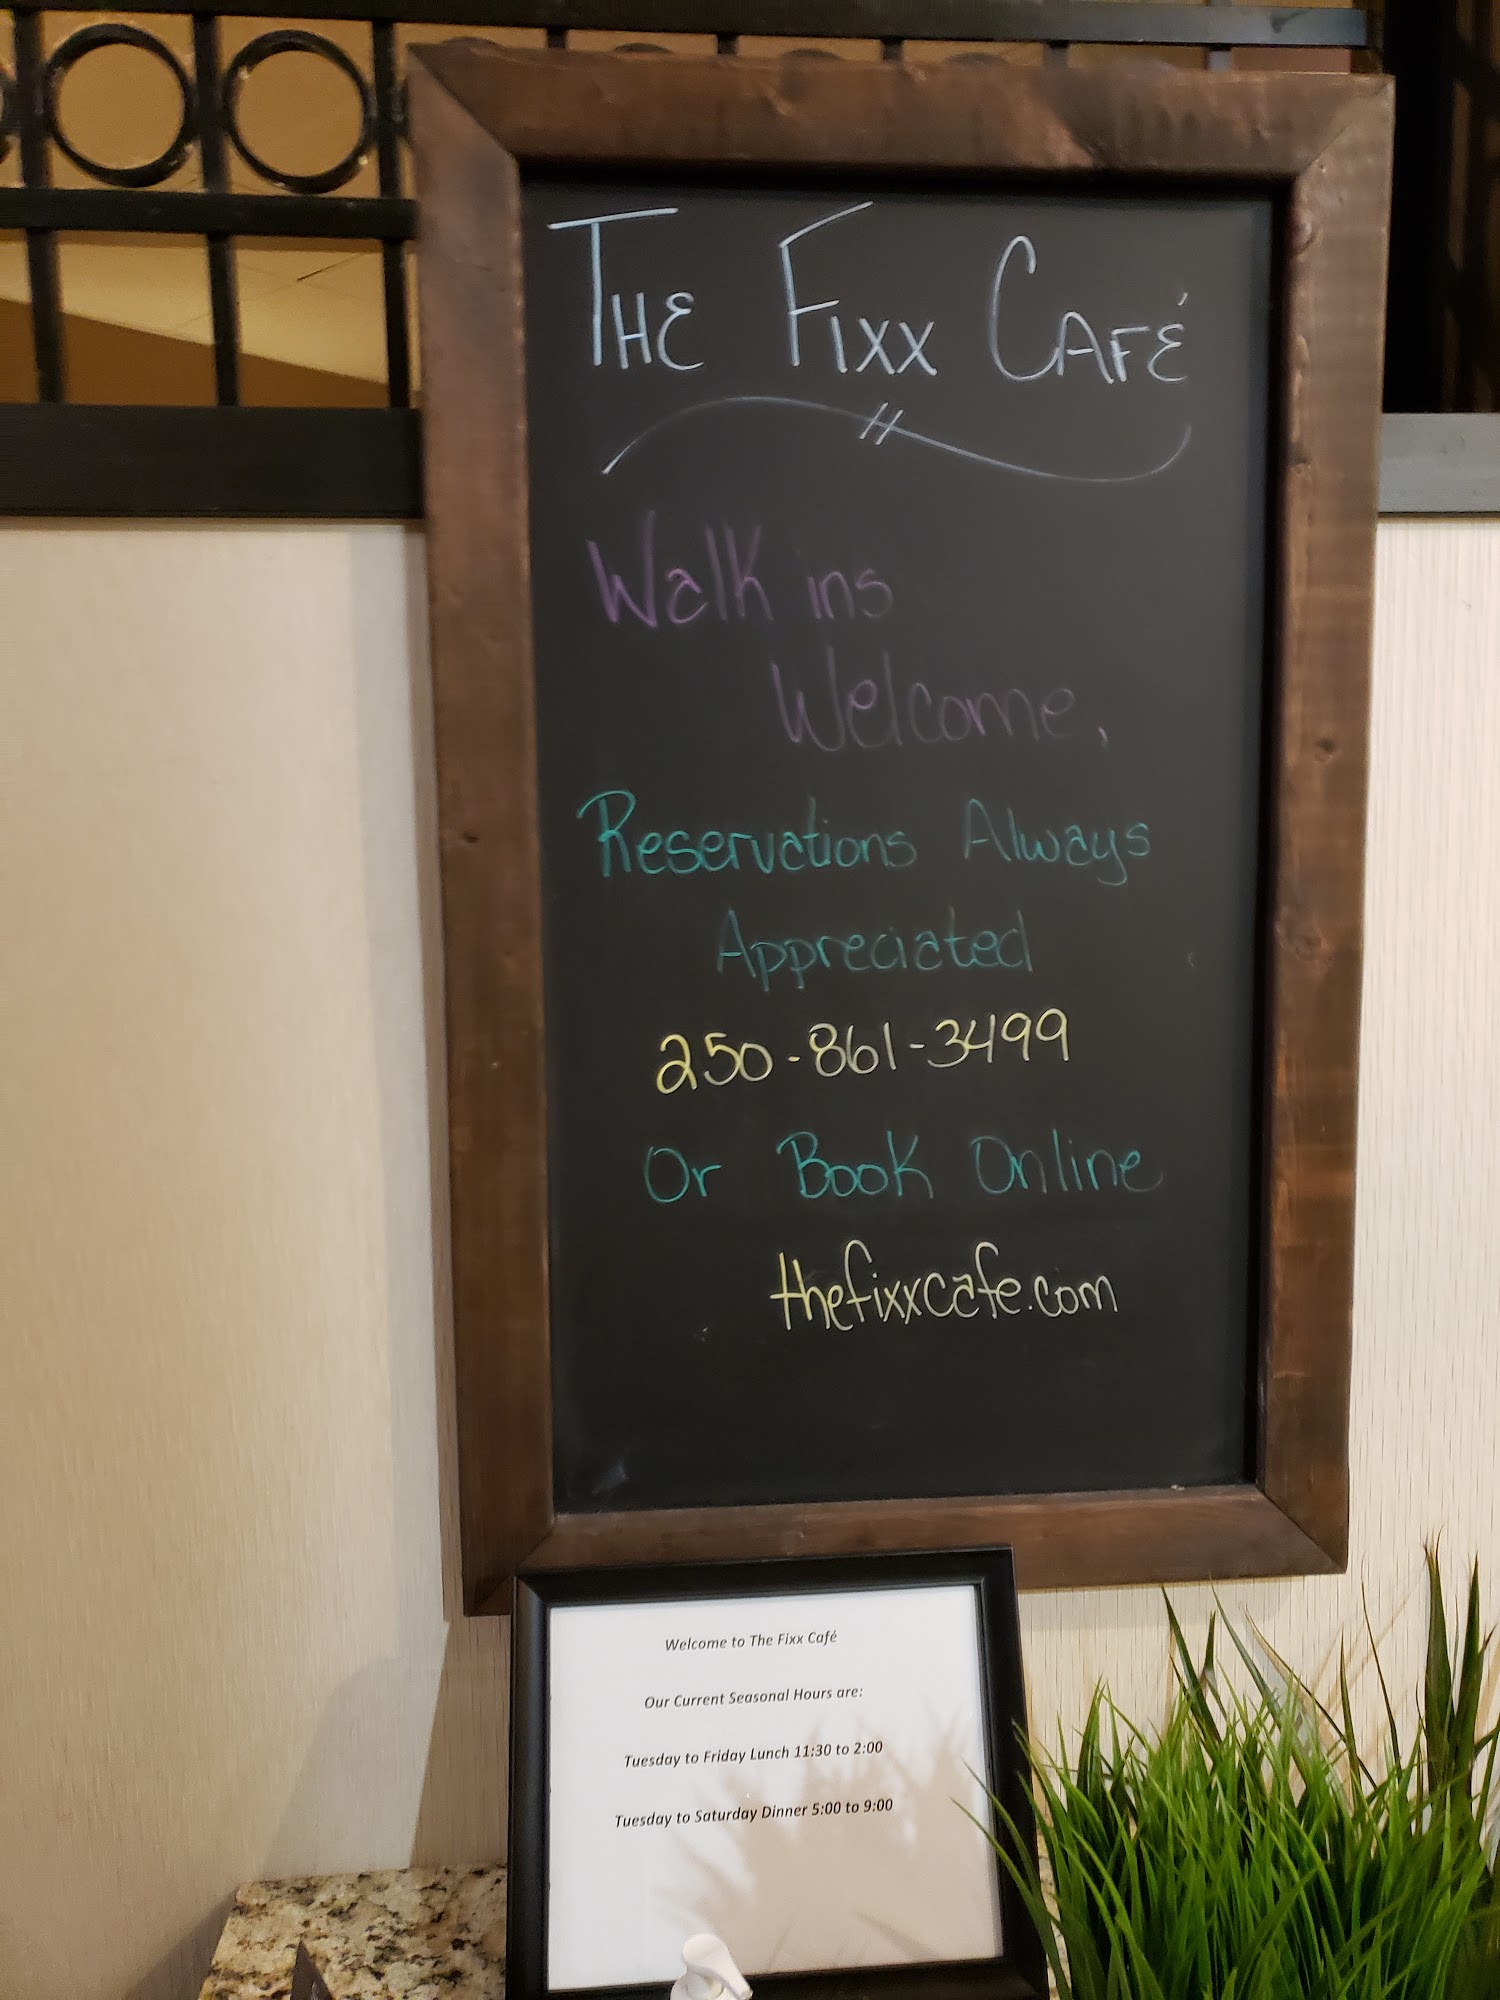 THE FIXX CAFÉ
Walk ins
Welcome,
Reservations Always
Appreciated
250-861-3499
Or Book Online
thefixxcafe.com
Welcome to The Fixx Café
Our Current Seasonal Hours are:
Tuesday to Friday Lunch 11:30 to 2:00
Tuesday to Saturday Dinner 5:00 to 9:00